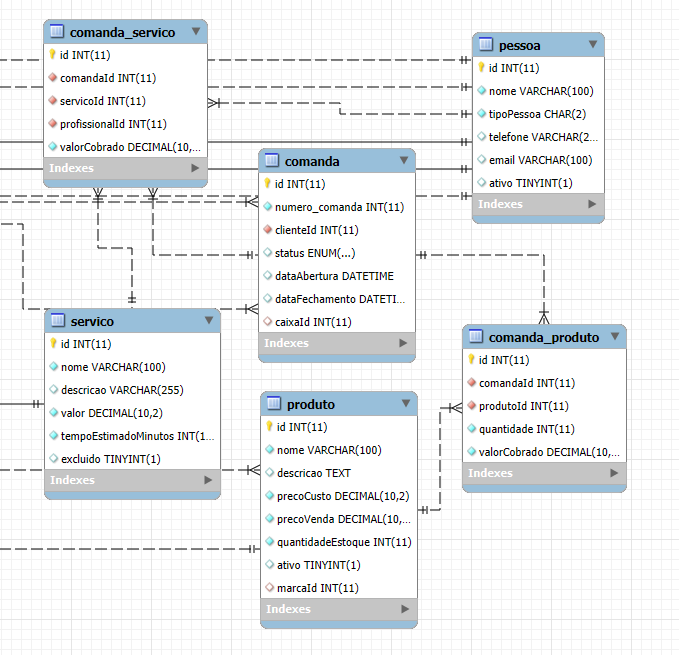 comanda_servico
id INT(11)
comandaId INT(11)
servicoId INT(11)
profissionalId INT(11)
valorCobrado DECIMAL(10,...
Indexes
pessoa
id INT(11)
nome VARCHAR(100)
tipoPessoa CHAR(2)
telefone VARCHAR(2...
email VARCHAR(100)
ativo TINYINT(1)
Indexes
comanda
id INT(11)
numero_comanda INT(11)
clienteId INT(11)
status ENUM(...)
dataAbertura DATETIME
dataFechamento DATETI...
caixaId INT(11)
Indexes
servico
id INT(11)
nome VARCHAR(100)
descricao VARCHAR(255)
valor DECIMAL(10,2)
tempoEstimadoMinutos INT(1...
excluido TINYINT(1)
Indexes
comanda_produto
id INT(11)
comandaId INT(11)
produtoId INT(11)
quantidade INT(11)
valorCobrado DECIMAL(10,...
Indexes
produto
id INT(11)
nome VARCHAR(100)
descricao TEXT
precoCusto DECIMAL(10,2)
precoVenda DECIMAL(10,...
quantidadeEstoque INT(11)
ativo TINYINT(1)
marcaId INT(11)
Indexes